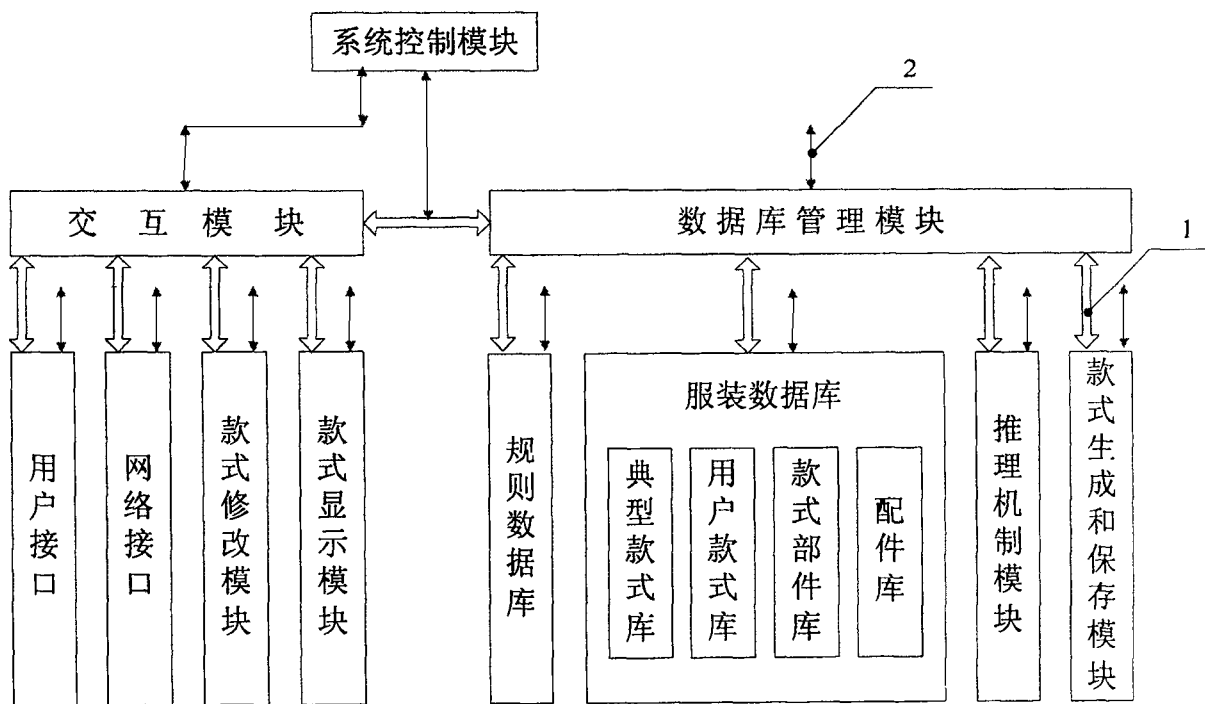 系统控制模块
2
交互模块
数据库管理模块
1
用户接口
网络接口
款式修改模块
款式显示模块
规则数据库
服装数据库
典型款式库
用户款式库
款式部件库
配件库
推理机制模块
款式生成和保存模块